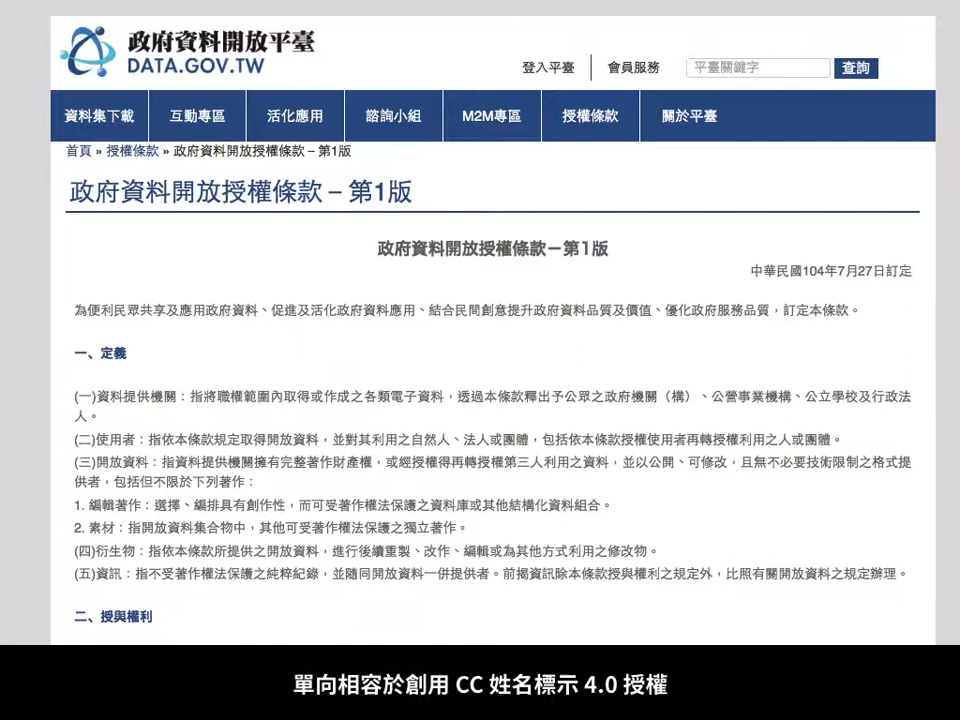 政府資料開放平臺
DATA.GOV.TW
登入平臺 會員服務 平臺關鍵字 查詢
資料集下載 互動專區 活化應用 諮詢小組 M2M專區 授權條款 關於平臺
首頁 » 授權條款 » 政府資料開放授權條款－第1版
政府資料開放授權條款－第1版
政府資料開放授權條款－第1版
中華民國104年7月27日訂定
為便利民眾共享及應用政府資料、促進及活化政府資料應用、結合民間創意提升政府資料品質及價值、優化政府服務品質，訂定本條款。
一、定義
(一)資料提供機關：指將職權範圍內取得或作成之各類電子資料，透過本條款釋出予公眾之政府機關（構）、公營事業機構、公立學校及行政法
人。
(二)使用者：指依本條款規定取得開放資料，並對其利用之自然人、法人或團體，包括依本條款授權使用者再轉授權利用之人或團體。
(三)開放資料：指資料提供機關擁有完整著作財產權，或經授權得再轉授權第三人利用之資料，並以公開、可修改，且無不必要技術限制之格式提
供者，包括但不限於下列著作：
1. 編輯著作：選擇、編排具有創作性，而可受著作權法保護之資料庫或其他結構化資料組合。
2. 素材：指開放資料集合物中，其他可受著作權法保護之獨立著作。
(四)衍生物：指依本條款所提供之開放資料，進行後續重製、改作、編輯或為其他方式利用之修改物。
(五)資訊：指不受著作權法保護之純粹紀錄，並隨同開放資料一併提供者。前揭資訊除本條款授與權利之規定外，比照有關開放資料之規定辦理。
二、授與權利
單向相容於創用 CC 姓名標示 4.0 授權